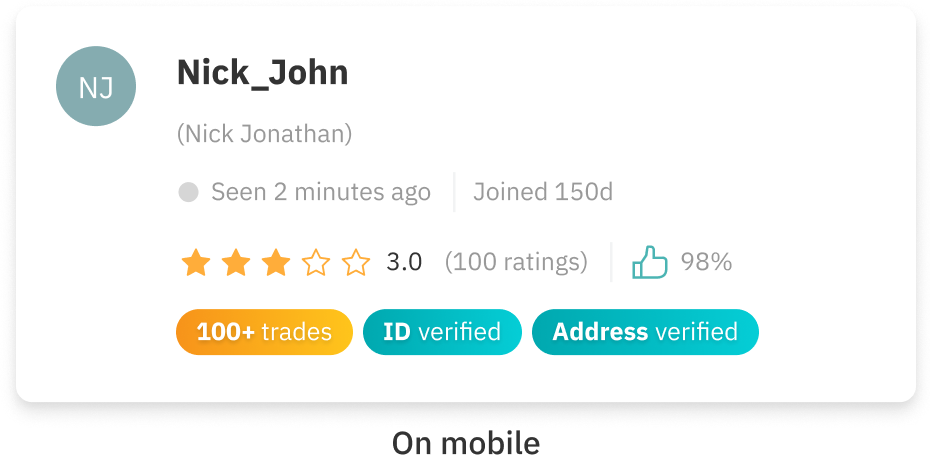 NJ
Nick_John
(Nick Jonathan)
Seen 2 minutes ago Joined 150d
3.0 (100 ratings) 98%
100+ trades ID verified Address verified
On mobile